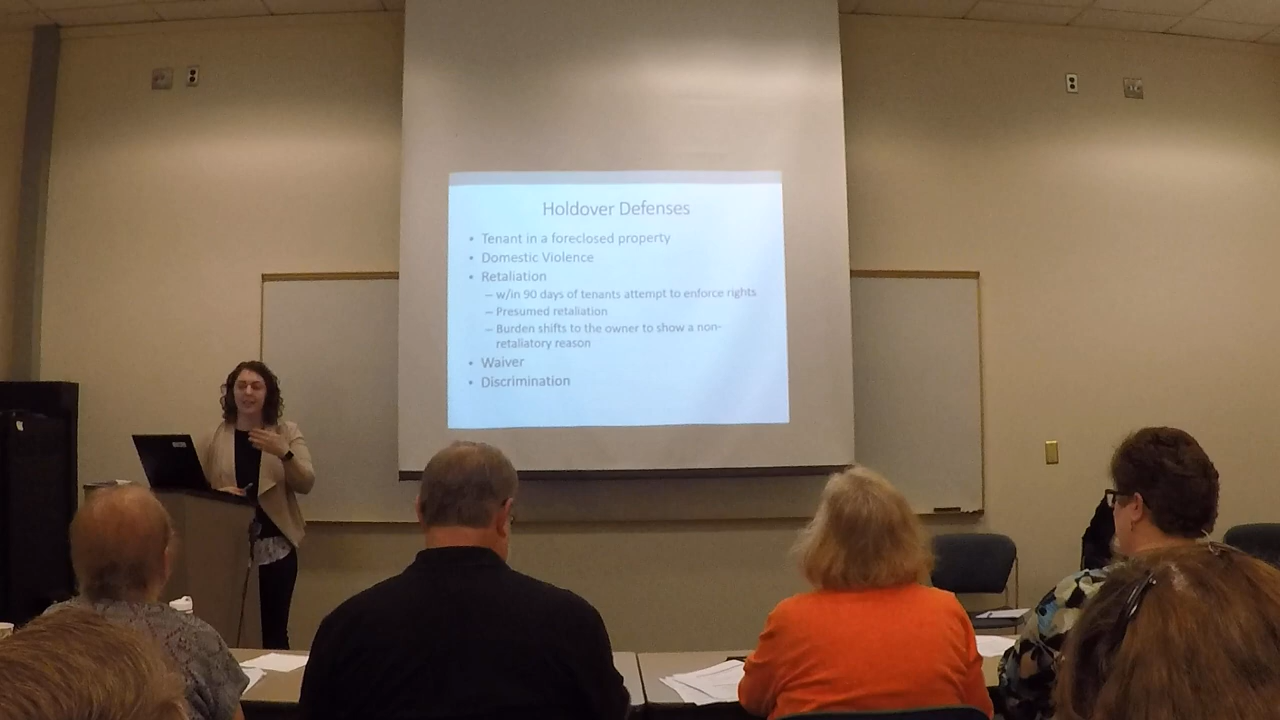 Holdover Defenses
• Tenant in a foreclosed property
• Domestic Violence
• Retaliation
– w/in 90 days of tenants attempt to enforce rights
– Presumed retaliation
– Burden shifts to the owner to show a non-
retaliatory reason
• Waiver
• Discrimination